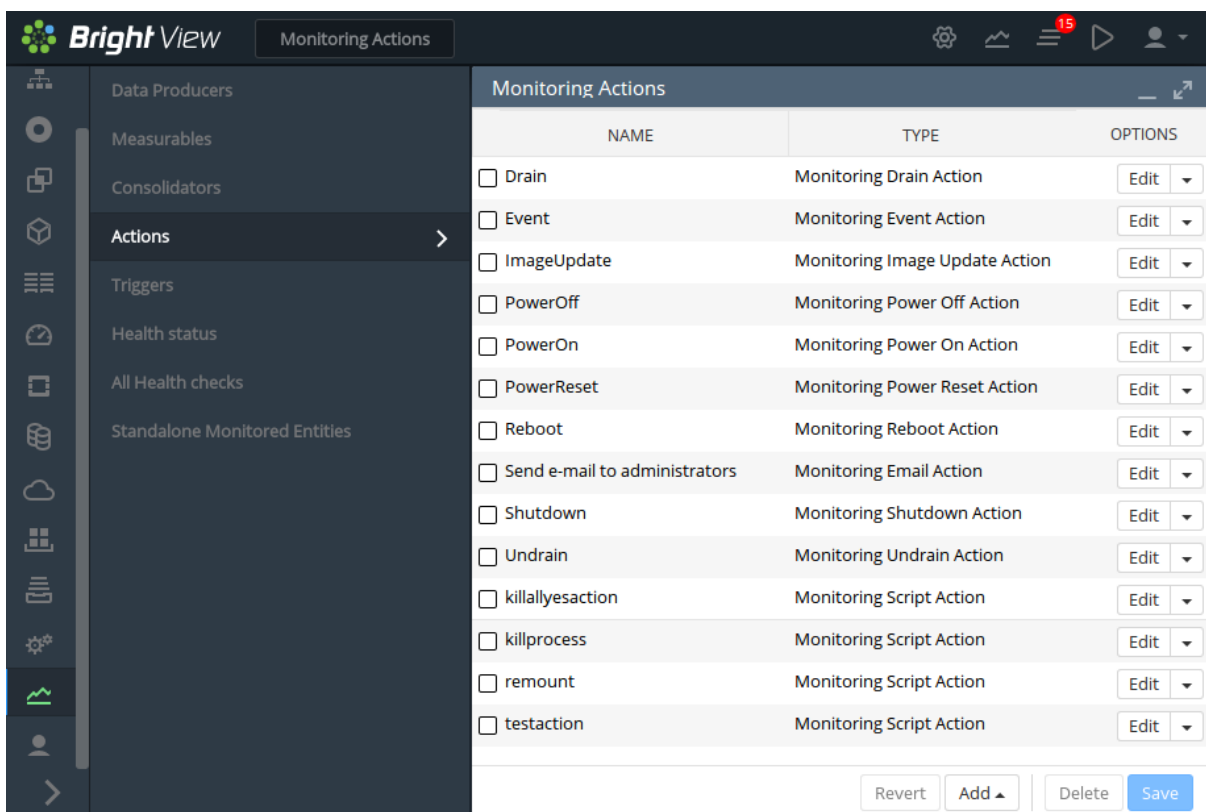 Bright View
Monitoring Actions
15
Data Producers
Measurables
Consolidators
Actions
Triggers
Health status
All Health checks
Standalone Monitored Entities
Monitoring Actions
NAME TYPE OPTIONS
Drain Monitoring Drain Action Edit
Event Monitoring Event Action Edit
ImageUpdate Monitoring Image Update Action Edit
PowerOff Monitoring Power Off Action Edit
PowerOn Monitoring Power On Action Edit
PowerReset Monitoring Power Reset Action Edit
Reboot Monitoring Reboot Action Edit
Send e-mail to administrators Monitoring Email Action Edit
Shutdown Monitoring Shutdown Action Edit
Undrain Monitoring Undrain Action Edit
killallyesaction Monitoring Script Action Edit
killprocess Monitoring Script Action Edit
remount Monitoring Script Action Edit
testaction Monitoring Script Action Edit
Revert Add Delete Save